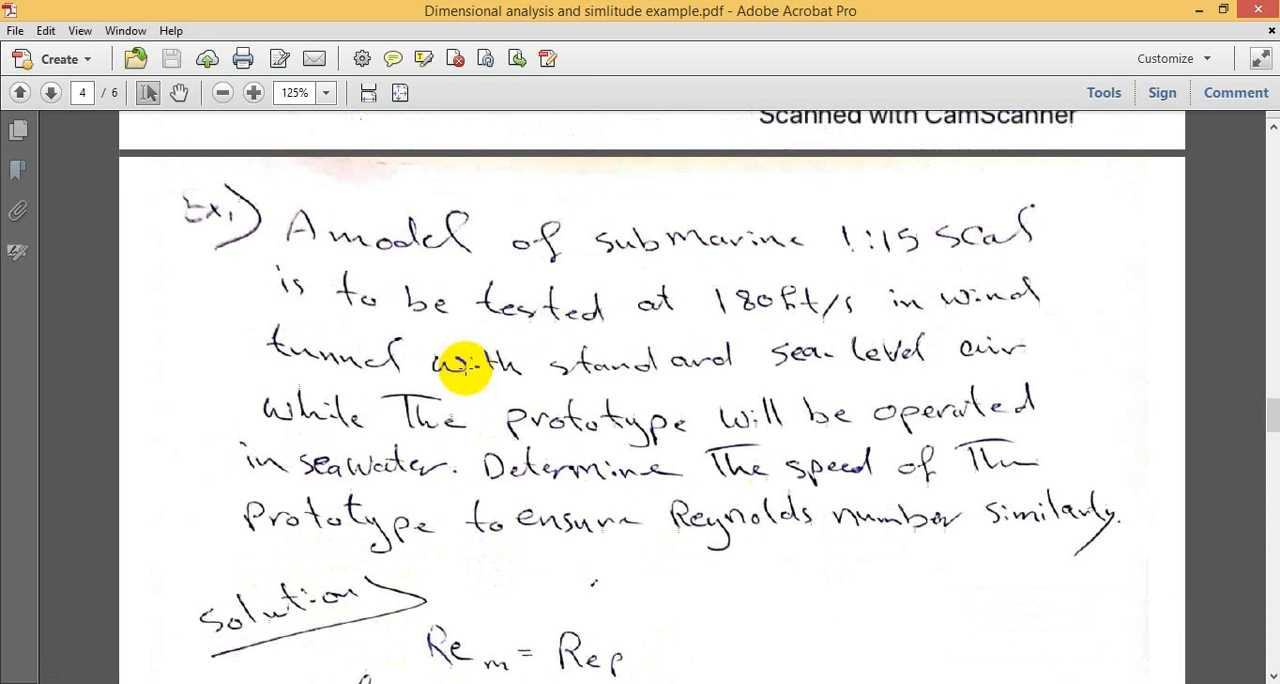 Dimensional analysis and simlitude example.pdf - Adobe Acrobat Pro
File Edit View Window Help
Create Customize
4 / 6 125% Tools Sign Comment
Scanned with CamScanner
Ex,) A model of submarine 1:15 scal
is to be tested at 180 ft/s in wind
tunnel with standard sea-level air
while The prototype will be operated
in seawater. Determine The speed of The
prototype to ensure Reynolds number similarly.
Solution
Re m = Rep